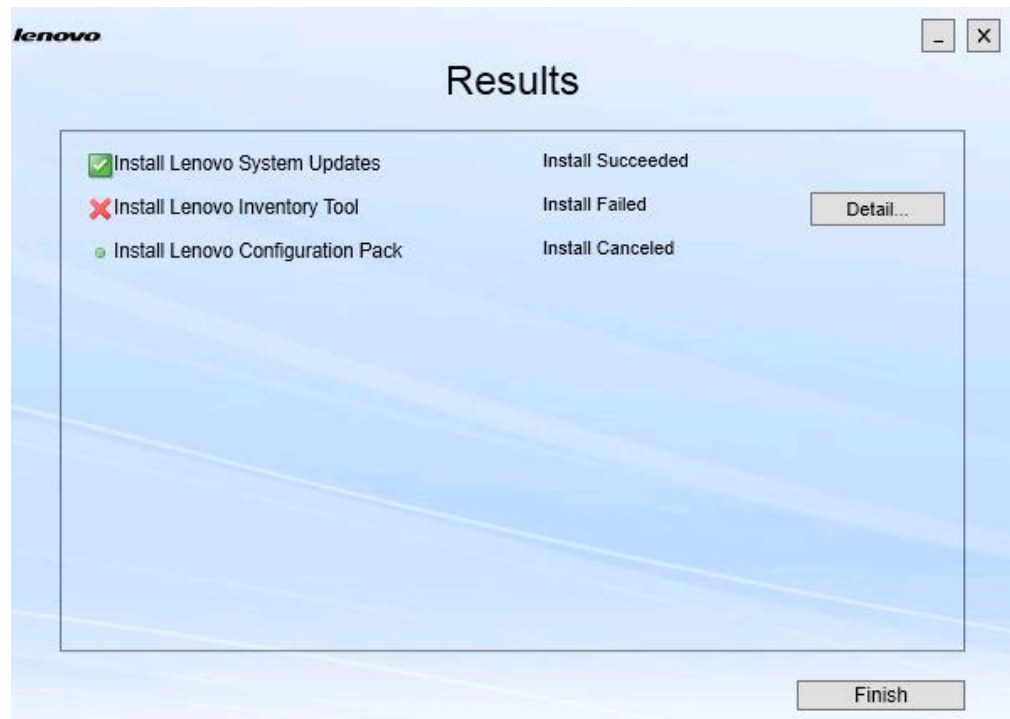 lenovo
Results
Install Lenovo System Updates Install Succeeded
Install Lenovo Inventory Tool Install Failed Detail...
Install Lenovo Configuration Pack Install Canceled
Finish